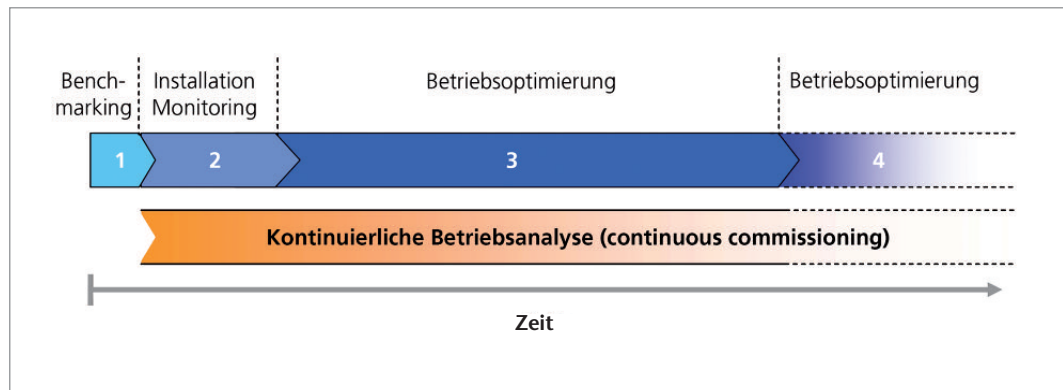 Bench-
marking
Installation
Monitoring
Betriebsoptimierung
Betriebsoptimierung
1
2
3
4
Kontinuierliche Betriebsanalyse (continuous commissioning)
Zeit